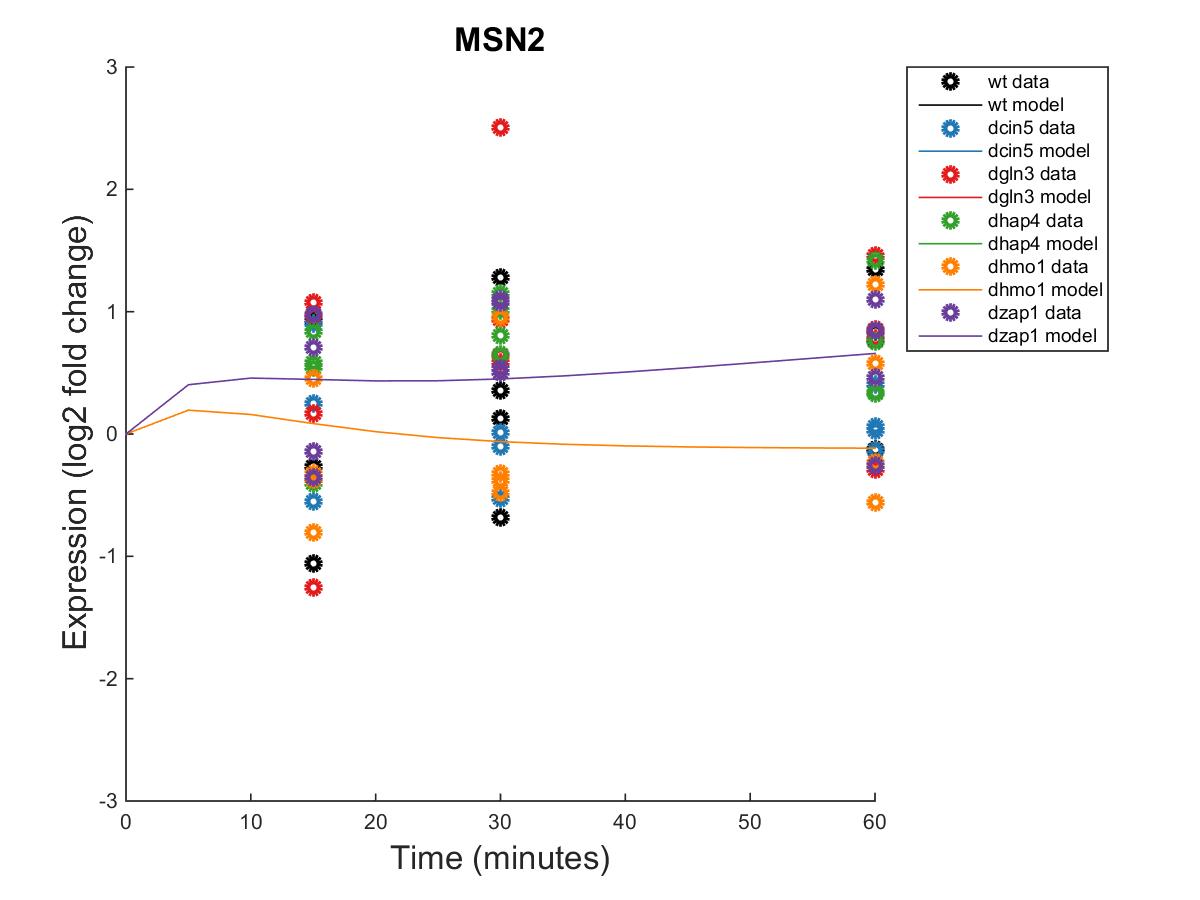 MSN2
3
2
1
0
-1
-2
-3
0 10 20 30 40 50 60
Expression (log2 fold change)
Time (minutes)
wt data
wt model
dcin5 data
dcin5 model
dgln3 data
dgln3 model
dhap4 data
dhap4 model
dhmo1 data
dhmo1 model
dzap1 data
dzap1 model